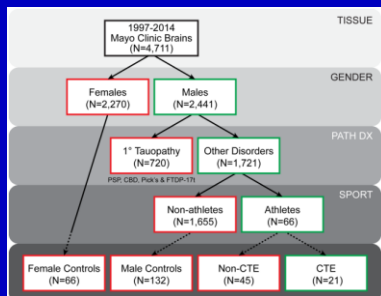 TISSUE
1997-2014
Mayo Clinic Brains
(N=4,711)
GENDER
Females
(N=2,270)
Males
(N=2,441)
PATH DX
1° Tauopathy
(N=720)
Other Disorders
(N=1,721)
PSP, CBD, Pick's & FTDP-17t
SPORT
Non-athletes
(N=1,655)
Athletes
(N=66)
Female Controls
(N=66)
Male Controls
(N=132)
Non-CTE
(N=45)
CTE
(N=21)